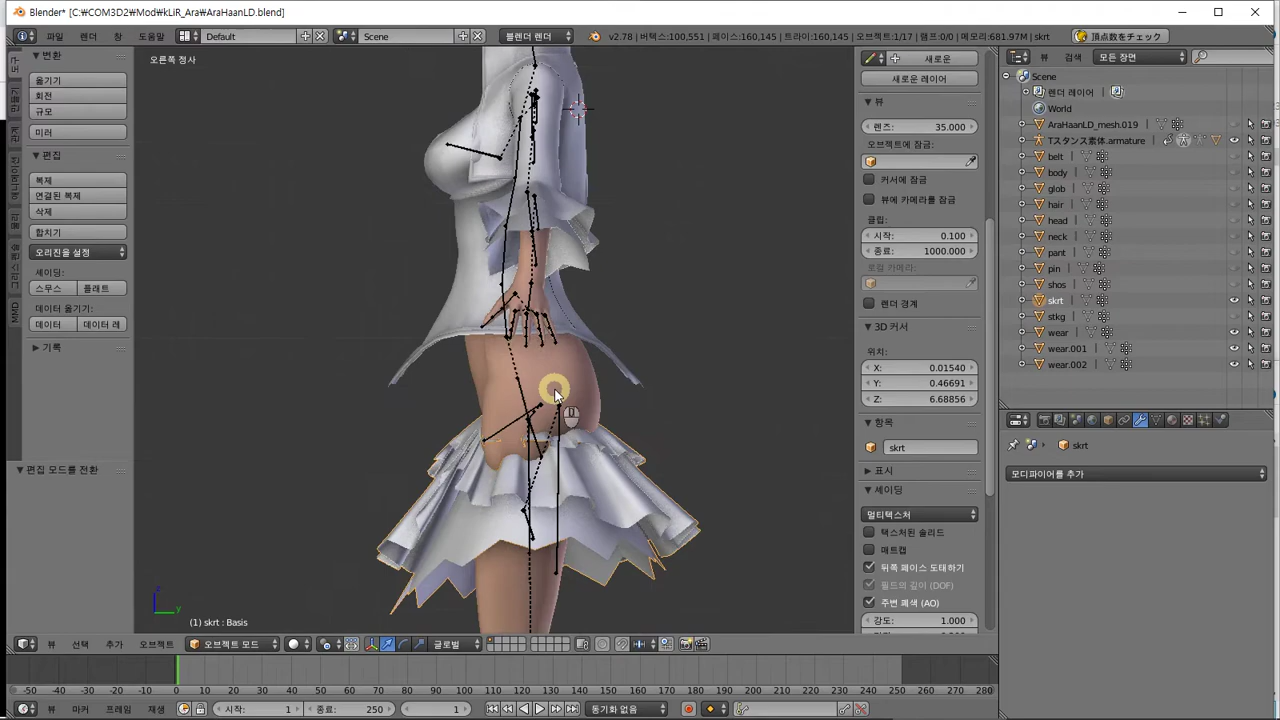 Blender* [C:\COM3D2\Mod\kLiR_Ara\AraHaanLD.blend]
파일 렌더 창 도움말 Default Scene 블렌더 렌더 v2.78 | 버텍스:100,551 | 페이스:160,145 | 트라이:160,145 | 오브젝트:1/17 | 램프:0/0 | 메모리:681.97M | skrt 頂点数をチェック
변환
옮기기
회전
규모
미러
편집
복제
연결된 복제
삭제
합치기
오리진을 설정
셰이딩:
스무스 플래트
데이터 옮기기:
데이터 데이터 레
기록
편집 모드를 전환
MMD
오른쪽 정사
z
y
(1) skrt : Basis
새로운
새로운 레이어
뷰
렌즈: 35.000
오브젝트에 잠금:
커서에 잠금
뷰에 카메라를 잠금
클립:
시작: 0.100
종료: 1000.000
로컬 카메라:
렌더 경계
3D 커서
위치:
X: 0.01540
Y: 0.46691
Z: 6.68856
항목
skrt
표시
셰이딩
멀티텍스처
텍스처된 솔리드
매트캡
뒤쪽 페이스 도태하기
필드의 깊이 (DOF)
주변 폐색 (AO)
강도: 1.000
뷰 검색 모든 장면
Scene
렌더 레이어
World
AraHaanLD_mesh.019
Tスタンス素体.armature
belt
body
glob
hair
head
neck
pant
pin
shos
skrt
stkg
wear
wear.001
wear.002
skrt
모디파이어를 추가
뷰 선택 추가 오브젝트 오브젝트 모드 글로벌
-50 -40 -30 -20 -10 0 10 20 30 40 50 60 70 80 90 100 110 120 130 140 150 160 170 180 190 200 210 220 230 240 250 260 270 280
뷰 마커 프레임 재생 시작: 1 종료: 250 1 동기화 없음